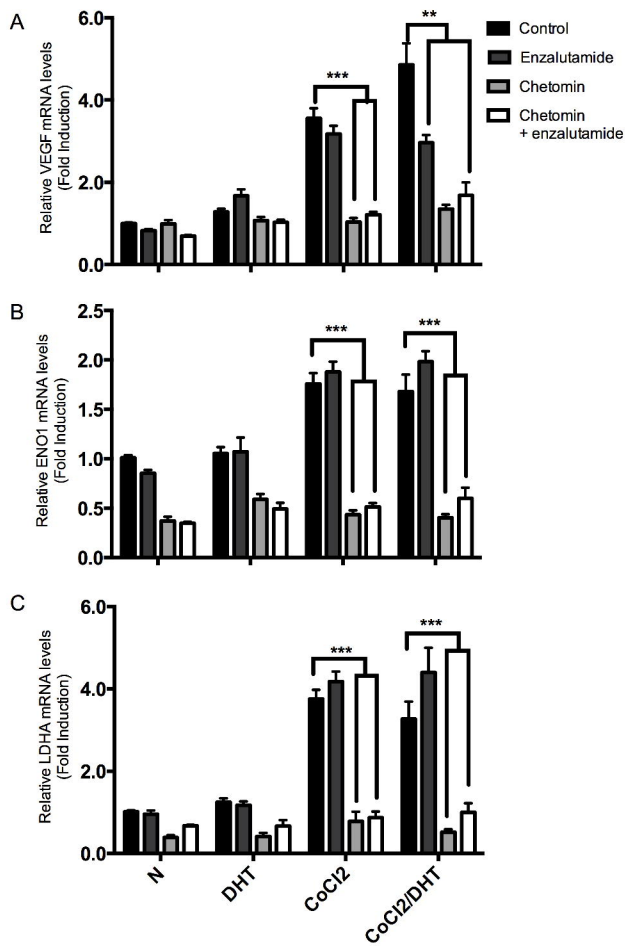 A
6.0
4.0
2.0
0.0
Relative VEGF mRNA levels
(Fold Induction)
***
**
Control
Enzalutamide
Chetomin
Chetomin
+ enzalutamide
B
2.5
2.0
1.5
1.0
0.5
0.0
Relative ENO1 mRNA levels
(Fold Induction)
***
***
C
6.0
4.0
2.0
0.0
Relative LDHA mRNA levels
(Fold Induction)
***
***
N
DHT
CoCl2
CoCl2/DHT